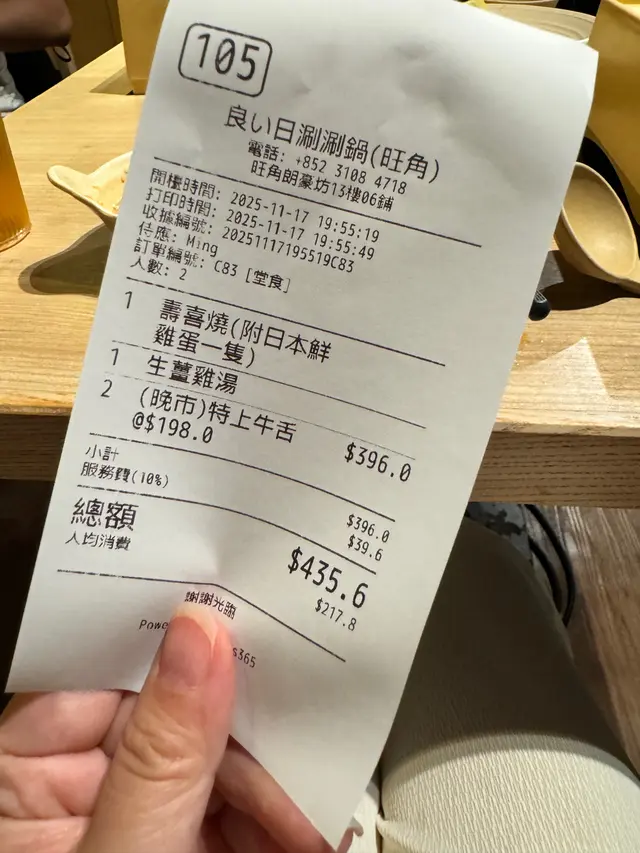 105
良い日涮涮鍋(旺角)
電話: +852 3108 4718
旺角朗豪坊13樓06鋪
開檯時間: 2025-11-17 19:55:19
打印時間: 2025-11-17 19:55:49
收據編號: 20251117195519C83
侍應: Ming
訂單編號: C83 [堂食]
人數: 2
1 壽喜燒(附日本鮮
雞蛋一隻)
1 生薑雞湯
2 (晚市)特上牛舌 $396.0
@$198.0
小計 $396.0
服務費(10%) $39.6
總額 $435.6
人均消費 $217.8
謝謝光臨
Powe s365